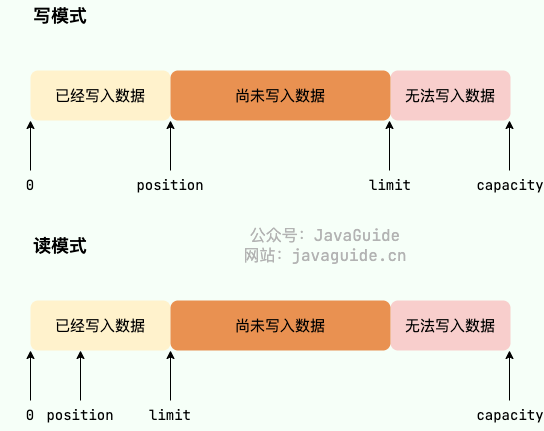 写模式
已经写入数据 尚未写入数据 无法写入数据
0 position limit capacity
公众号：JavaGuide
网站：javaguide.cn
读模式
已经写入数据 尚未写入数据 无法写入数据
0 position limit capacity